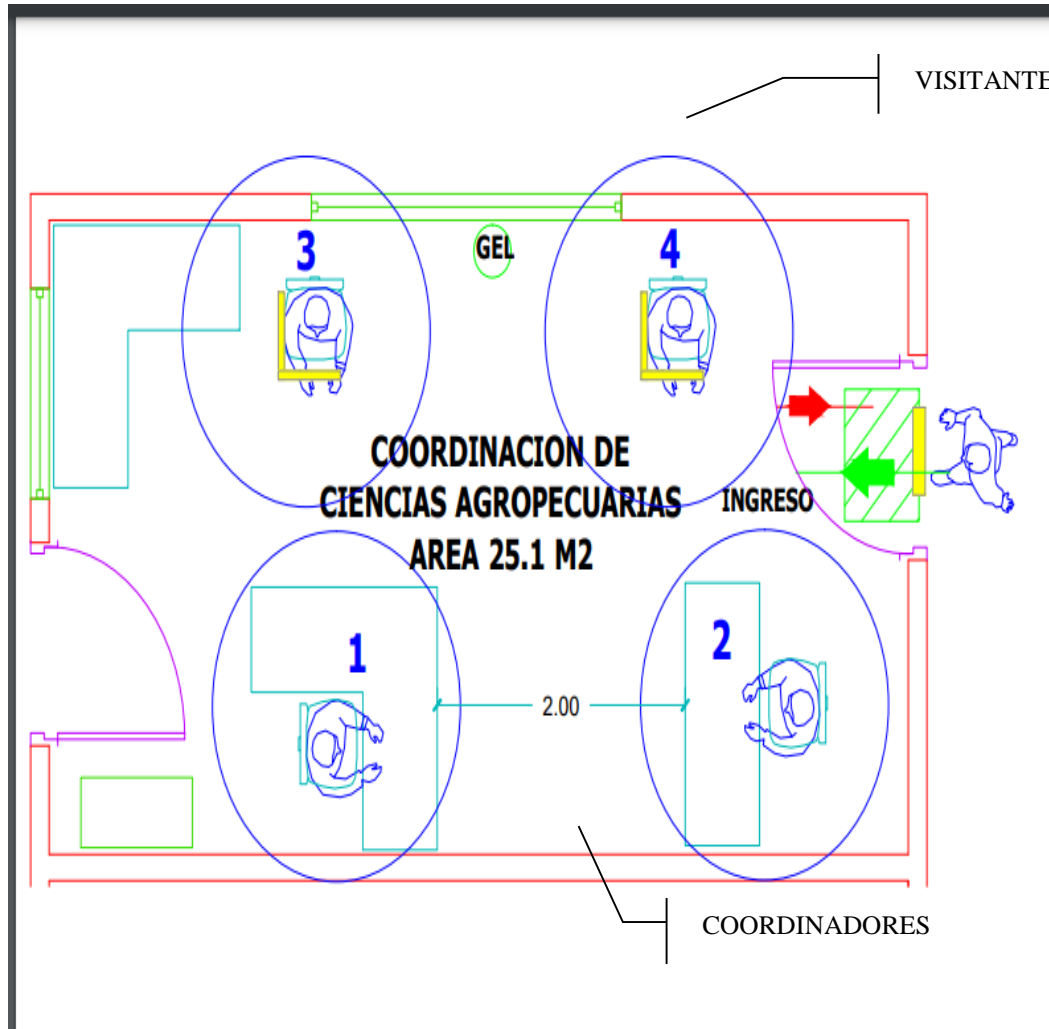 VISITANTE
3
GEL
4
COORDINACION DE
CIENCIAS AGROPECUARIAS
AREA 25.1 M2
INGRESO
1
2
2.00
COORDINADORES